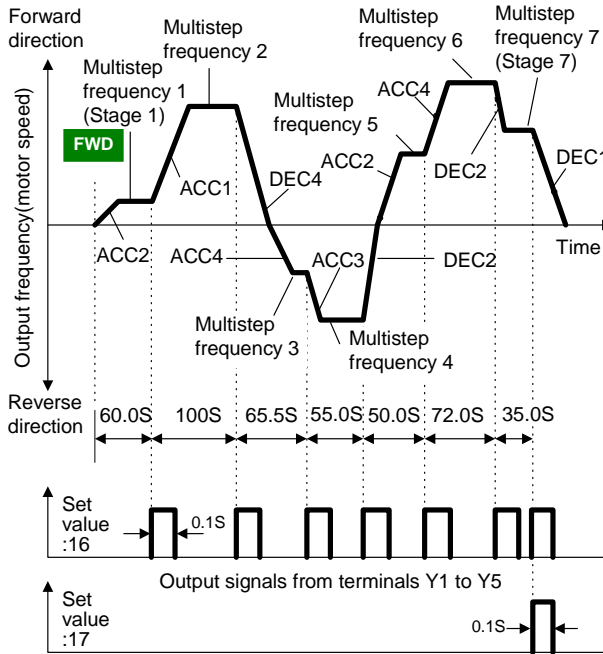 Forward
direction
Multistep
frequency 2
Multistep
frequency 6
Multistep
frequency 7
(Stage 7)
Multistep
frequency 1
(Stage 1)
FWD
ACC4
Multistep
frequency 5
ACC2
DEC2
DEC1
ACC1
DEC4
Output frequency(motor speed)
Time
ACC2
ACC4
ACC3
DEC2
Multistep
frequency 3
Multistep
frequency 4
Reverse
direction
60.0S
100S
65.5S
55.0S
50.0S
72.0S
35.0S
Set
value
:16
0.1S
Output signals from terminals Y1 to Y5
Set
value
:17
0.1S